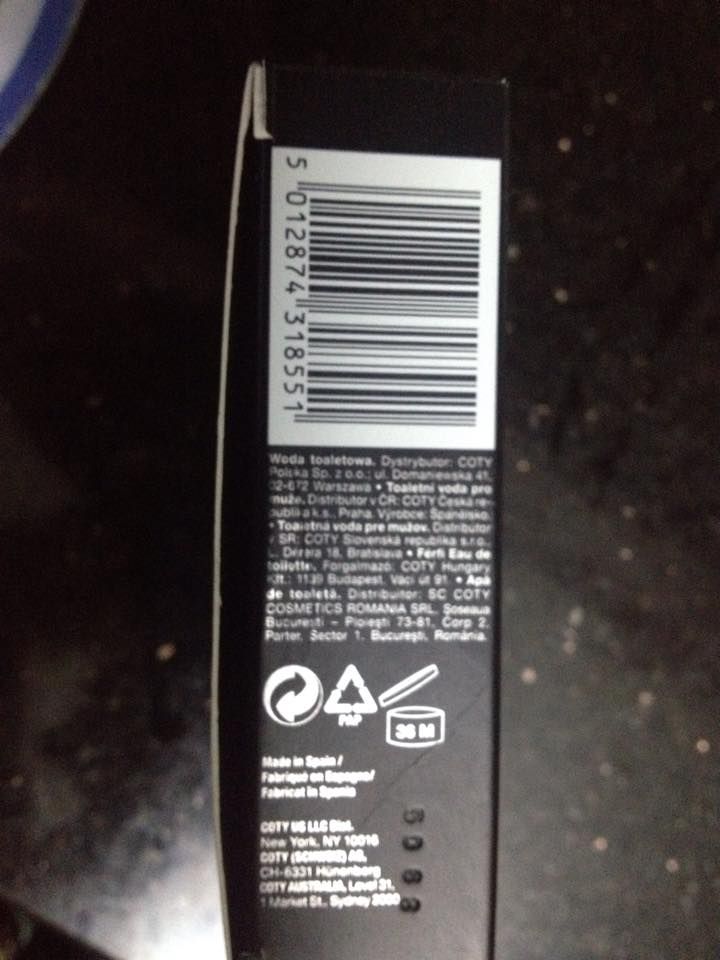 5 012874 318551
Woda toaletowa. Dystrybutor: COTY
Polska Sp. z o.o.; ul. Domaniewska 41,
02-672 Warszawa • Toaletní voda pro
muže. Distributor v ČR: COTY Česká re-
publika k.s., Praha. Výrobce: Španělsko.
• Toaletná voda pre mužov. Distributor
v SR: COTY Slovenská republika s.r.o.,
18, Bratislava • Férfi Eau de
toilette. Forgalmazó: COTY Hungary
Kft.: 1139 Budapest, Váci út 91. • Apă
de toaletă. Distribuitor: SC COTY
COSMETICS ROMANIA SRL, Şoseaua
Bucureşti – Ploieşti 73-81, Corp 2,
Parter, Sector 1, Bucureşti, România.
PAP
36 M
Made in Spain /
Fabriqué en Espagne/
Fabricat în Spania
COTY US LLC Dist.
New York, NY 10016
COTY (SCHWEIZ) AG,
CH-6331 Hünenberg
COTY AUSTRALIA, Level 31,
1 Market St., Sydney 2000